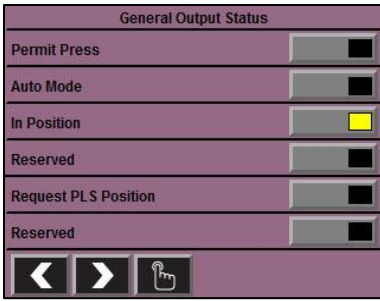 General Output Status
Permit Press
Auto Mode
In Position
Reserved
Request PLS Position
Reserved